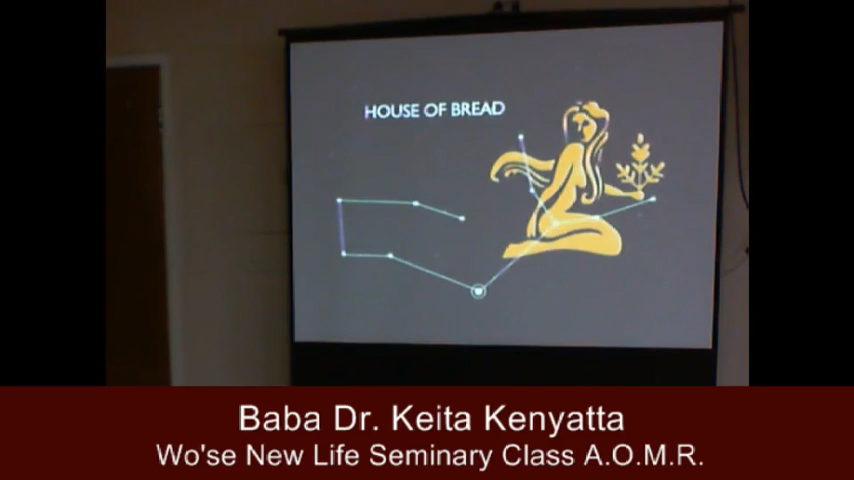 HOUSE OF BREAD
Baba Dr. Keita Kenyatta
Wo'se New Life Seminary Class A.O.M.R.